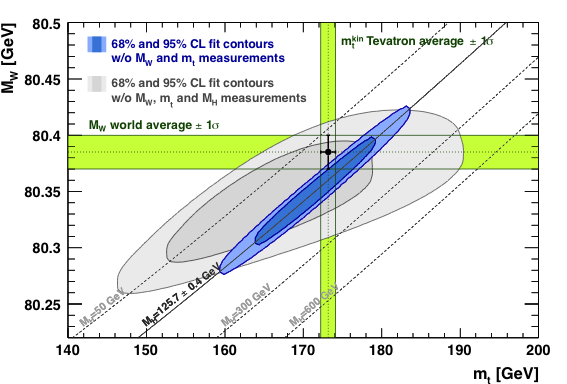 80.5
80.45
80.4
80.35
80.3
80.25
M_W [GeV]
68% and 95% CL fit contours
w/o M_W and m_t measurements
68% and 95% CL fit contours
w/o M_W, m_t and M_H measurements
m_t^kin Tevatron average ± 1σ
M_W world average ± 1σ
M_H=50 GeV
M_H=125.7 ± 0.4 GeV
M_H=300 GeV
M_H=600 GeV
140 150 160 170 180 190 200
m_t [GeV]